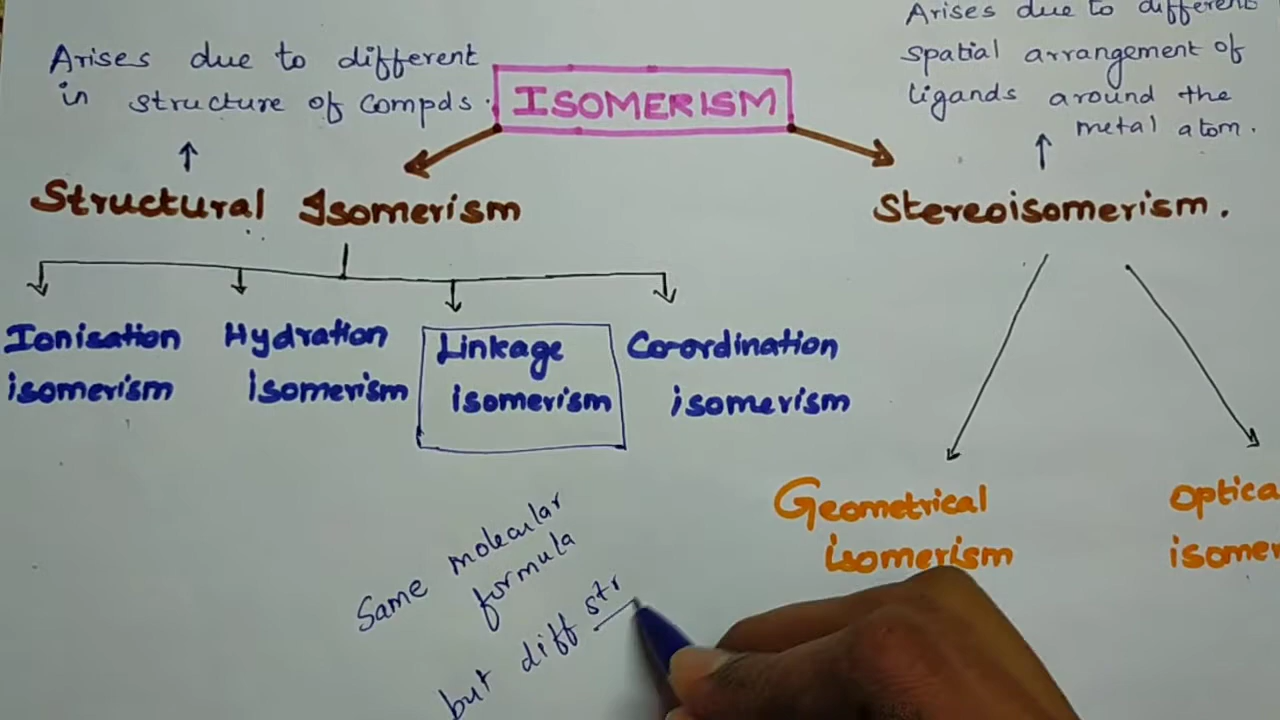 Arises due to different
in structure of compds.
ISOMERISM
Arises due to different
spatial arrangement of
ligands around the
metal atom.
Structural Isomerism
Stereoisomerism.
Ionisation
isomerism
Hydration
isomerism
Linkage
isomerism
Co-ordination
isomerism
Geometrical
isomerism
Optica
isomer
Same molecular
formula
but diff str